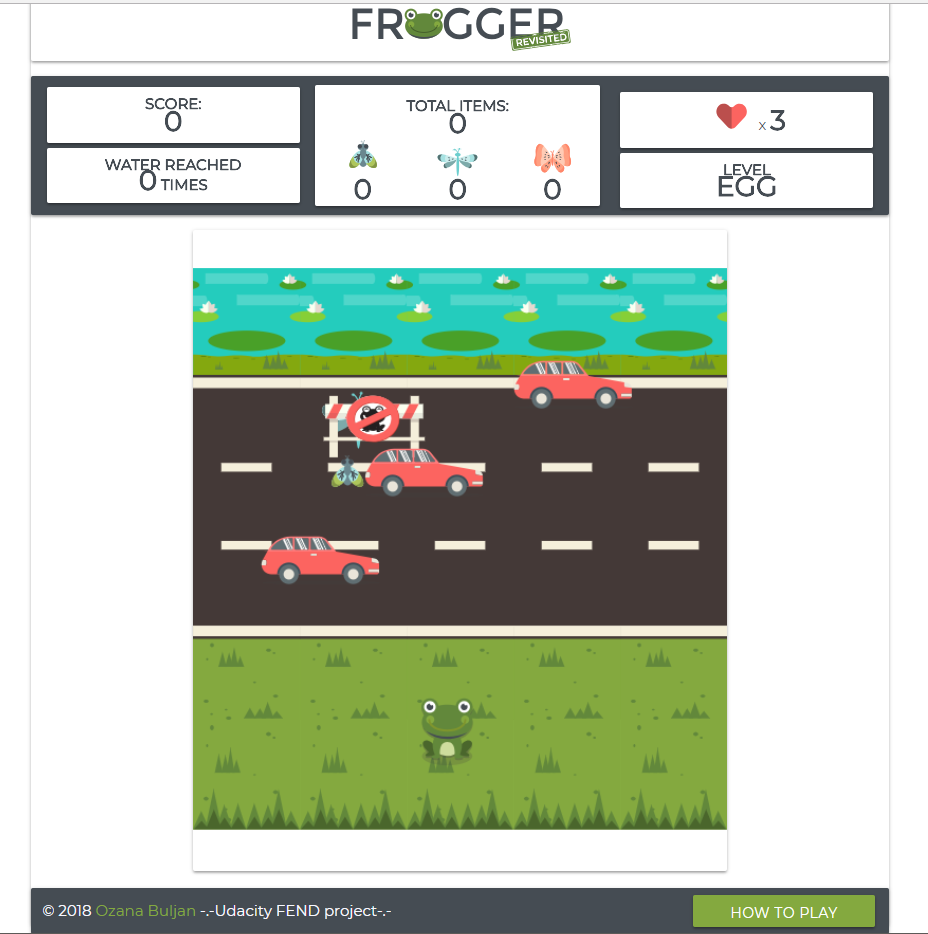 FROGGER
REVISITED
SCORE:
0
WATER REACHED
0 TIMES
TOTAL ITEMS:
0
0 0 0
x 3
LEVEL
EGG
© 2018 Ozana Buljan -.-Udacity FEND project-.-
HOW TO PLAY